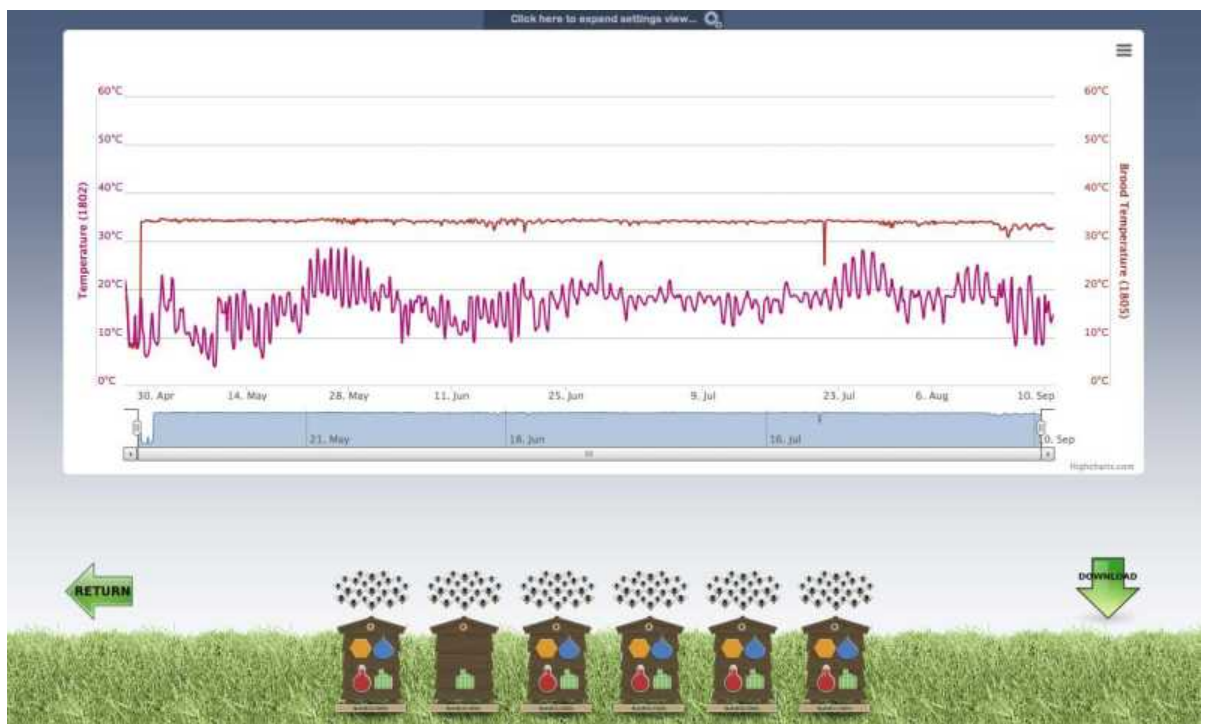 Click here to expand settings view...
60°C
50°C
40°C
30°C
20°C
10°C
0°C
Temperature (1802)
60°C
50°C
40°C
30°C
20°C
10°C
0°C
Brood Temperature (1805)
30. Apr 14. May 28. May 11. Jun 25. Jun 9. Jul 23. Jul 6. Aug 10. Sep
21. May 18. Jun 16. Jul 0. Sep
Highcharts.com
RETURN
DOWNLOAD